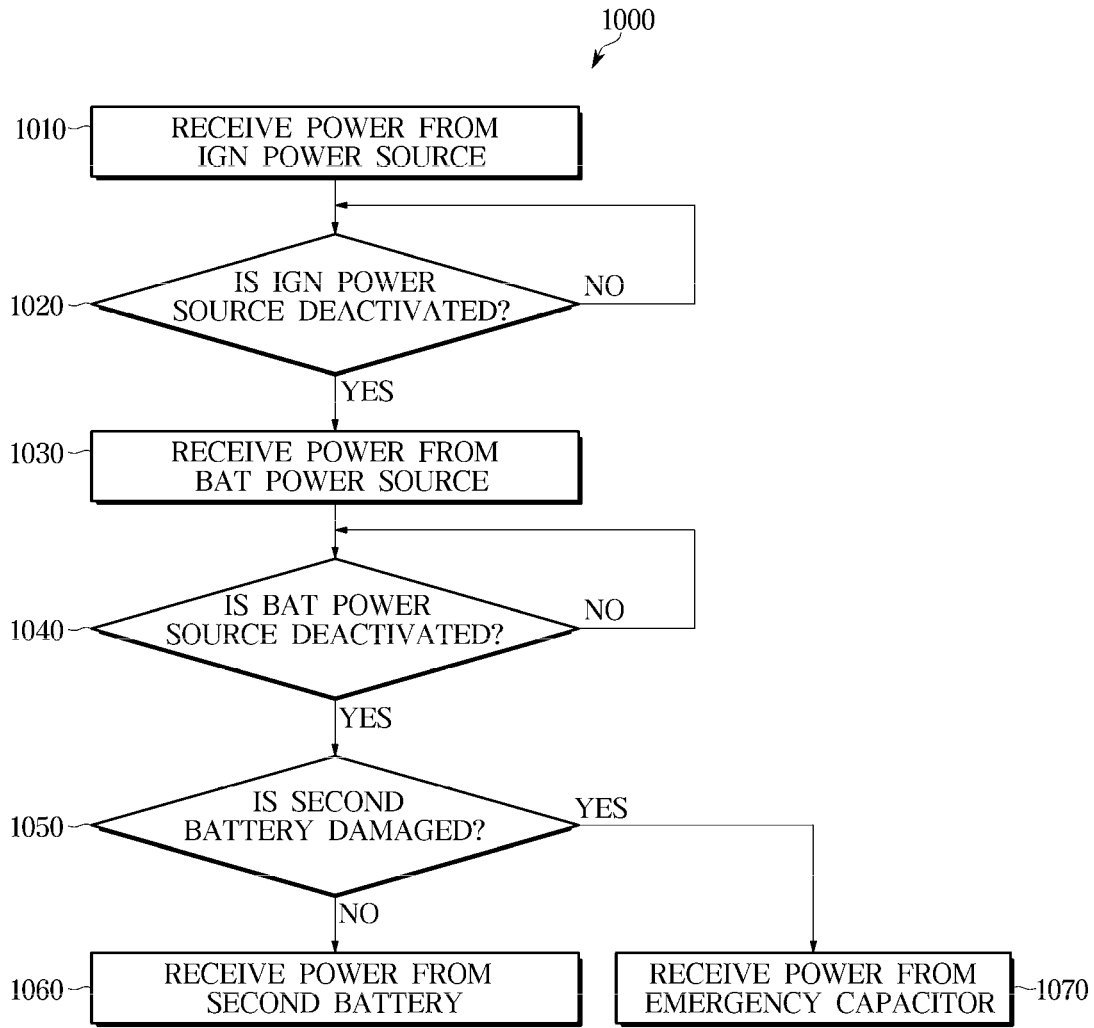 1000
1010
RECEIVE POWER FROM
IGN POWER SOURCE
1020
IS IGN POWER
SOURCE DEACTIVATED?
NO
YES
1030
RECEIVE POWER FROM
BAT POWER SOURCE
1040
IS BAT POWER
SOURCE DEACTIVATED?
NO
YES
1050
IS SECOND
BATTERY DAMAGED?
YES
NO
1060
RECEIVE POWER FROM
SECOND BATTERY
RECEIVE POWER FROM
EMERGENCY CAPACITOR
1070